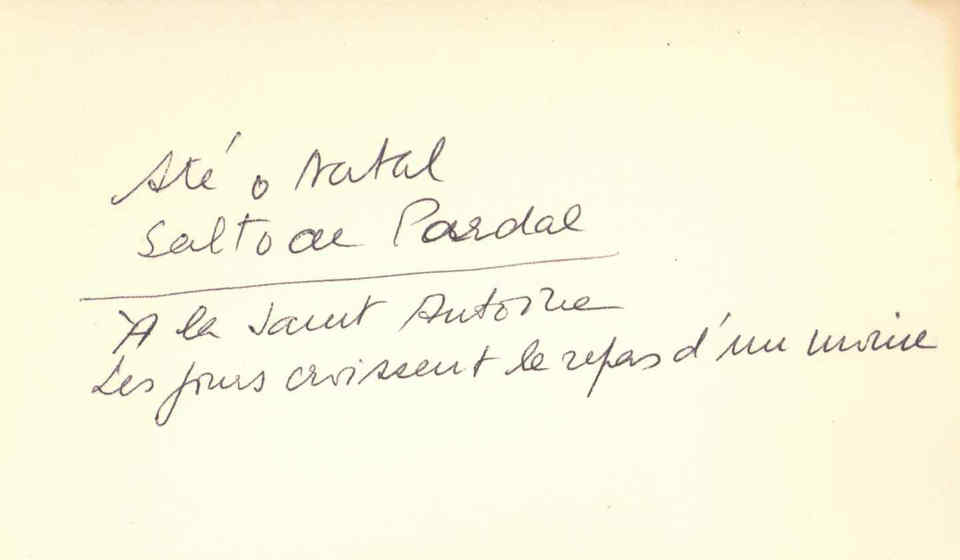 Até o Natal
Salto de Pardal
A la Saint Antoine
Les jours croissent le repas d'un moine